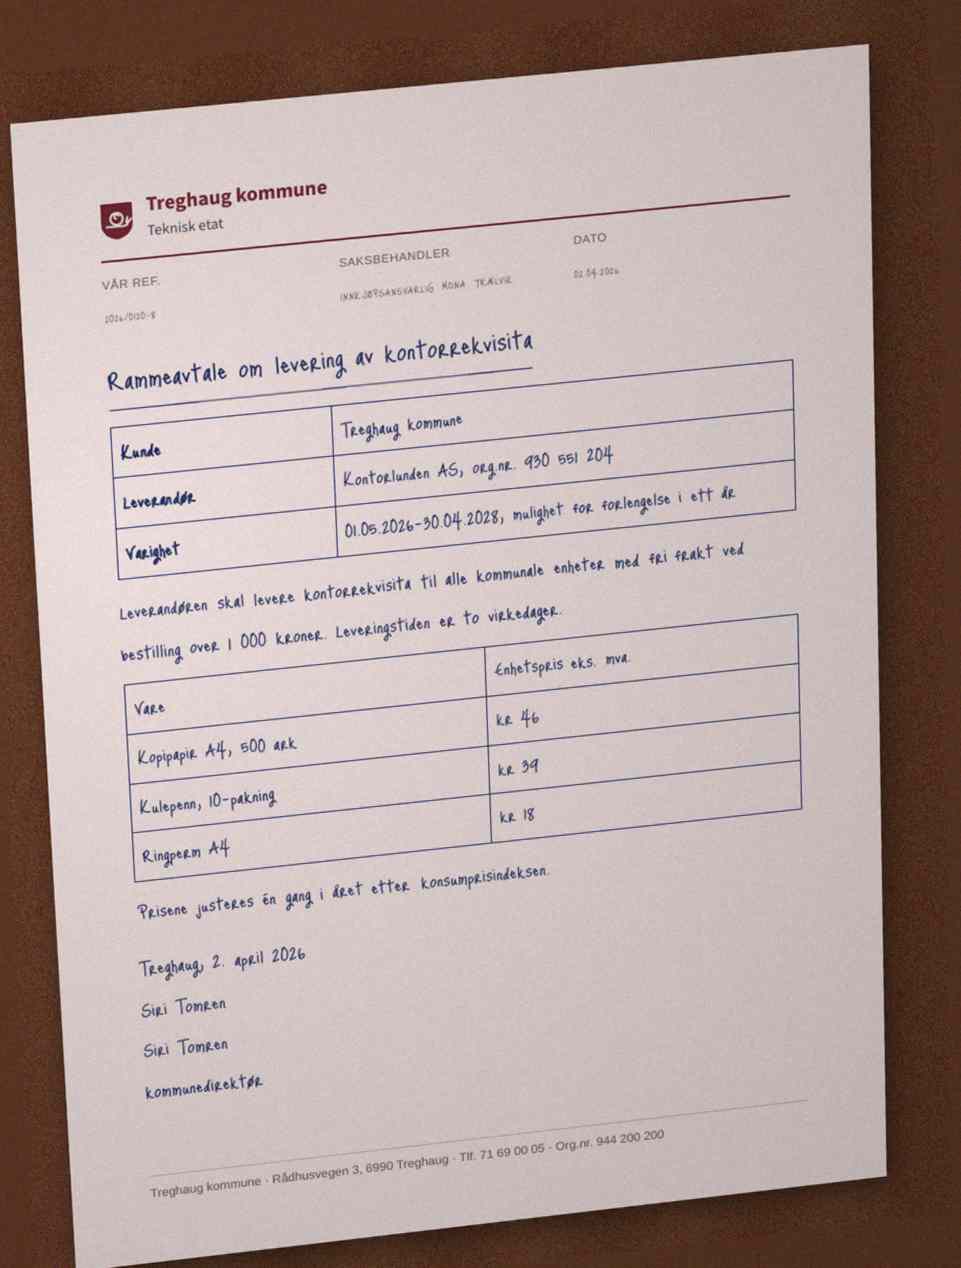 Treghaug kommune
Teknisk etat
VÅR REF. SAKSBEHANDLER DATO
2026/0120-8 INNKJØPSANSVARLIG MONA TRÆLVIK 02.04.2026
Rammeavtale om levering av kontorrekvisita
Kunde Treghaug kommune
Leverandør Kontorlunden AS, org.nr. 930 551 204
Varighet 01.05.2026-30.04.2028, mulighet for forlengelse i ett år
Leverandøren skal levere kontorrekvisita til alle kommunale enheter med fri frakt ved
bestilling over 1 000 kroner. Leveringstiden er to virkedager.
Vare Enhetspris eks. mva.
Kopipapir A4, 500 ark kr 46
Kulepenn, 10-pakning kr 39
Ringperm A4 kr 18
Prisene justeres én gang i året etter konsumprisindeksen.
Treghaug, 2. april 2026
Siri Tomren
Siri Tomren
kommunedirektør
Treghaug kommune · Rådhusvegen 3, 6990 Treghaug · Tlf. 71 69 00 05 · Org.nr. 944 200 200